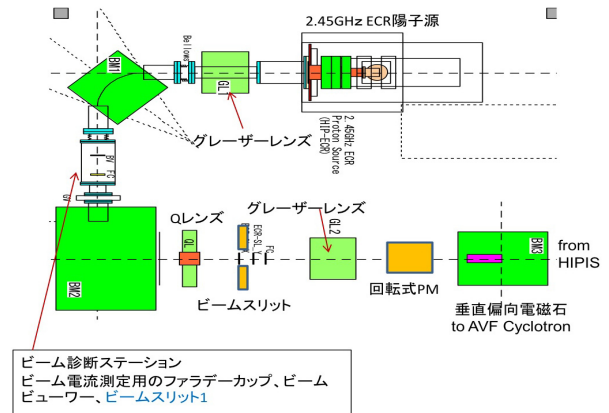 2.45GHz ECR陽子源
Bellows
BM1
GL1
2.45GHz ECR
Proton Source
(HIP-ECR)
グレーザーレンズ
BV
FC
GV
グレーザーレンズ
Qレンズ
QL
ECR-SL_V
FC
GL2
BM3
from
HIPIS
BM2
ビームスリット
回転式PM
垂直偏向電磁石
to AVF Cyclotron
ビーム診断ステーション
ビーム電流測定用のファラデーカップ、ビーム
ビューワー、ビームスリット1